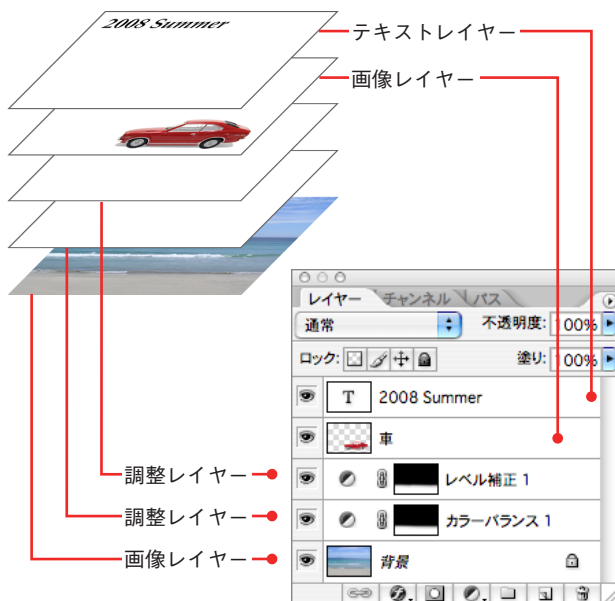 2008 Summer
テキストレイヤー
画像レイヤー
レイヤー チャンネル パス
通常 不透明度: 100%
ロック: 塗り: 100%
T 2008 Summer
車
調整レイヤー レベル補正 1
調整レイヤー カラーバランス 1
画像レイヤー 背景